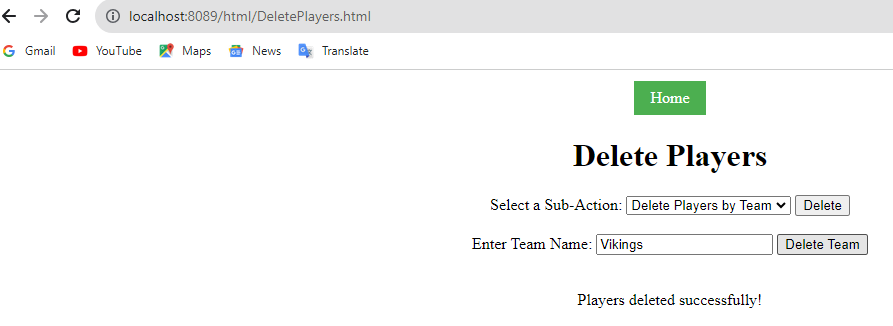 localhost:8089/html/DeletePlayers.html
Gmail YouTube Maps News Translate
Home
Delete Players
Select a Sub-Action: Delete Players by Team Delete
Enter Team Name: Vikings Delete Team
Players deleted successfully!